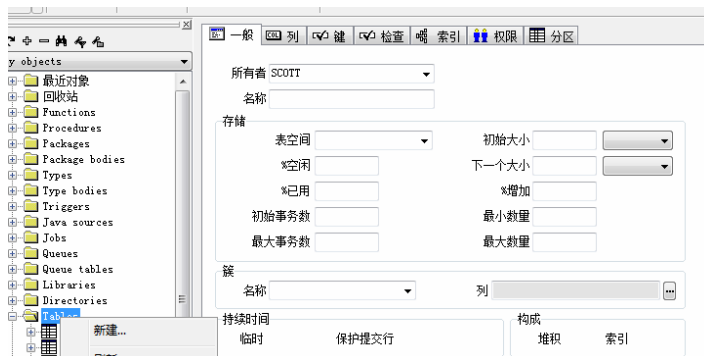 y objects
最近对象
回收站
Functions
Procedures
Packages
Package bodies
Types
Type bodies
Triggers
Java sources
Jobs
Queues
Queue tables
Libraries
Directories
Tables
新建...
一般 列 键 检查 索引 权限 分区
所有者 SCOTT
名称
存储
表空间 初始大小
%空闲 下一个大小
%已用 %增加
初始事务数 最小数量
最大事务数 最大数量
簇
名称 列
持续时间 构成
临时 保护提交行 堆积 索引